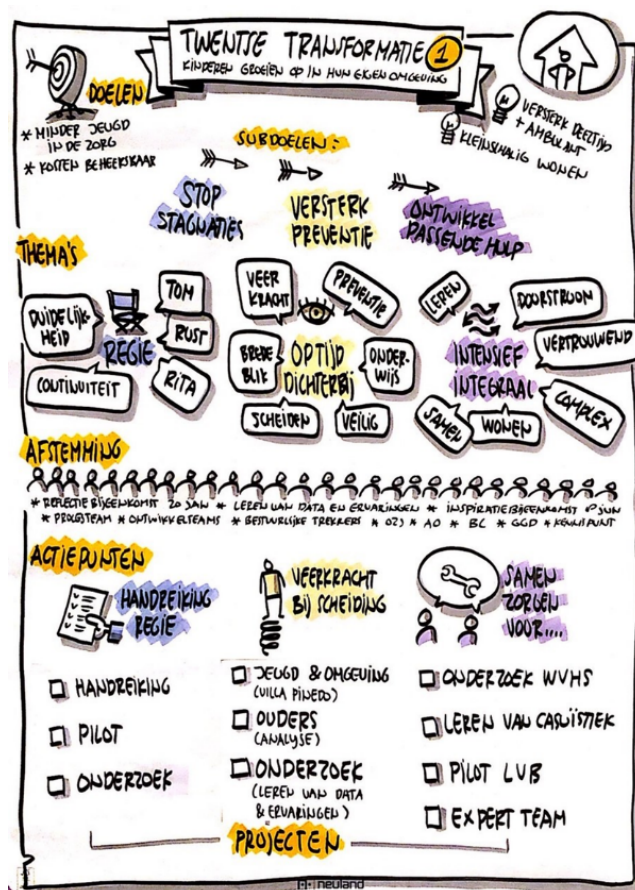 TWENTSE TRANSFORMATIE 1
KINDEREN GROEIEN OP IN HUN EIGEN OMGEVING
DOELEN
* MINDER JEUGD
IN DE ZORG
* KOSTEN BEHEERSBAAR
VERSTERK DEELTIJD
+ AMBULANT
KLEINSCHALIG WONEN
SUBDOELEN:
STOP
STAGNATIES
VERSTERK
PREVENTIE
ONTWIKKEL
PASSENDE HULP
THEMA'S
DUIDELIJK-
HEID
TOM
RUST
REGIE
CONTINUITEIT
RITA
VEER
KRACHT
PREVENTIE
BREDE
BLIK
OP TIJD
DICHTERBIJ
ONDER-
WIJS
SCHEIDEN
VEILIG
LEREN
DOORSTROOM
VERTROUWEND
INTENSIEF
INTEGRAAL
SAMEN
WONEN
COMPLEX
AFSTEMMING
* REFLECTIE BIJEENKOMST 20 JAN * LEREN VAN DATA EN ERVARINGEN * INSPIRATIEBIJEENKOMST JUN
* PROCESTEAM * ONTWIKKELTEAMS * BESTUURLIJKE TREKKERS * OZJ * AO * BC * GGD * KENNISPUNT
ACTIEPUNTEN
HANDREIKING
REGIE
VEERKRACHT
BIJ SCHEIDING
SAMEN
ZORGEN
VOOR....
HANDREIKING
PILOT
ONDERZOEK
JEUGD & OMGEVING
(VILLA PINEDO)
OUDERS
(ANALYSE)
ONDERZOEK
(LEREN VAN DATA
& ERVARINGEN)
ONDERZOEK WVHS
LEREN VAN CASUÏSTIEK
PILOT LVB
EXPERT TEAM
PROJECTEN
neuland